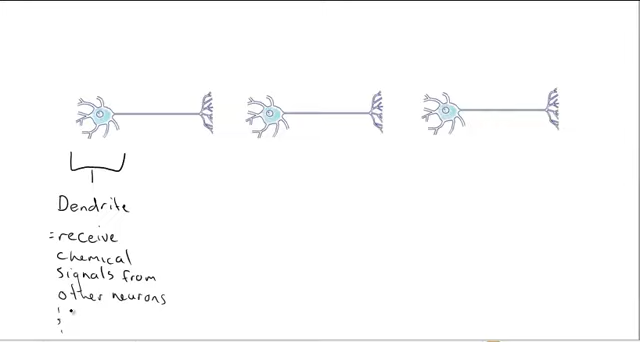 Dendrite
=receive
chemical
signals from
other neurons